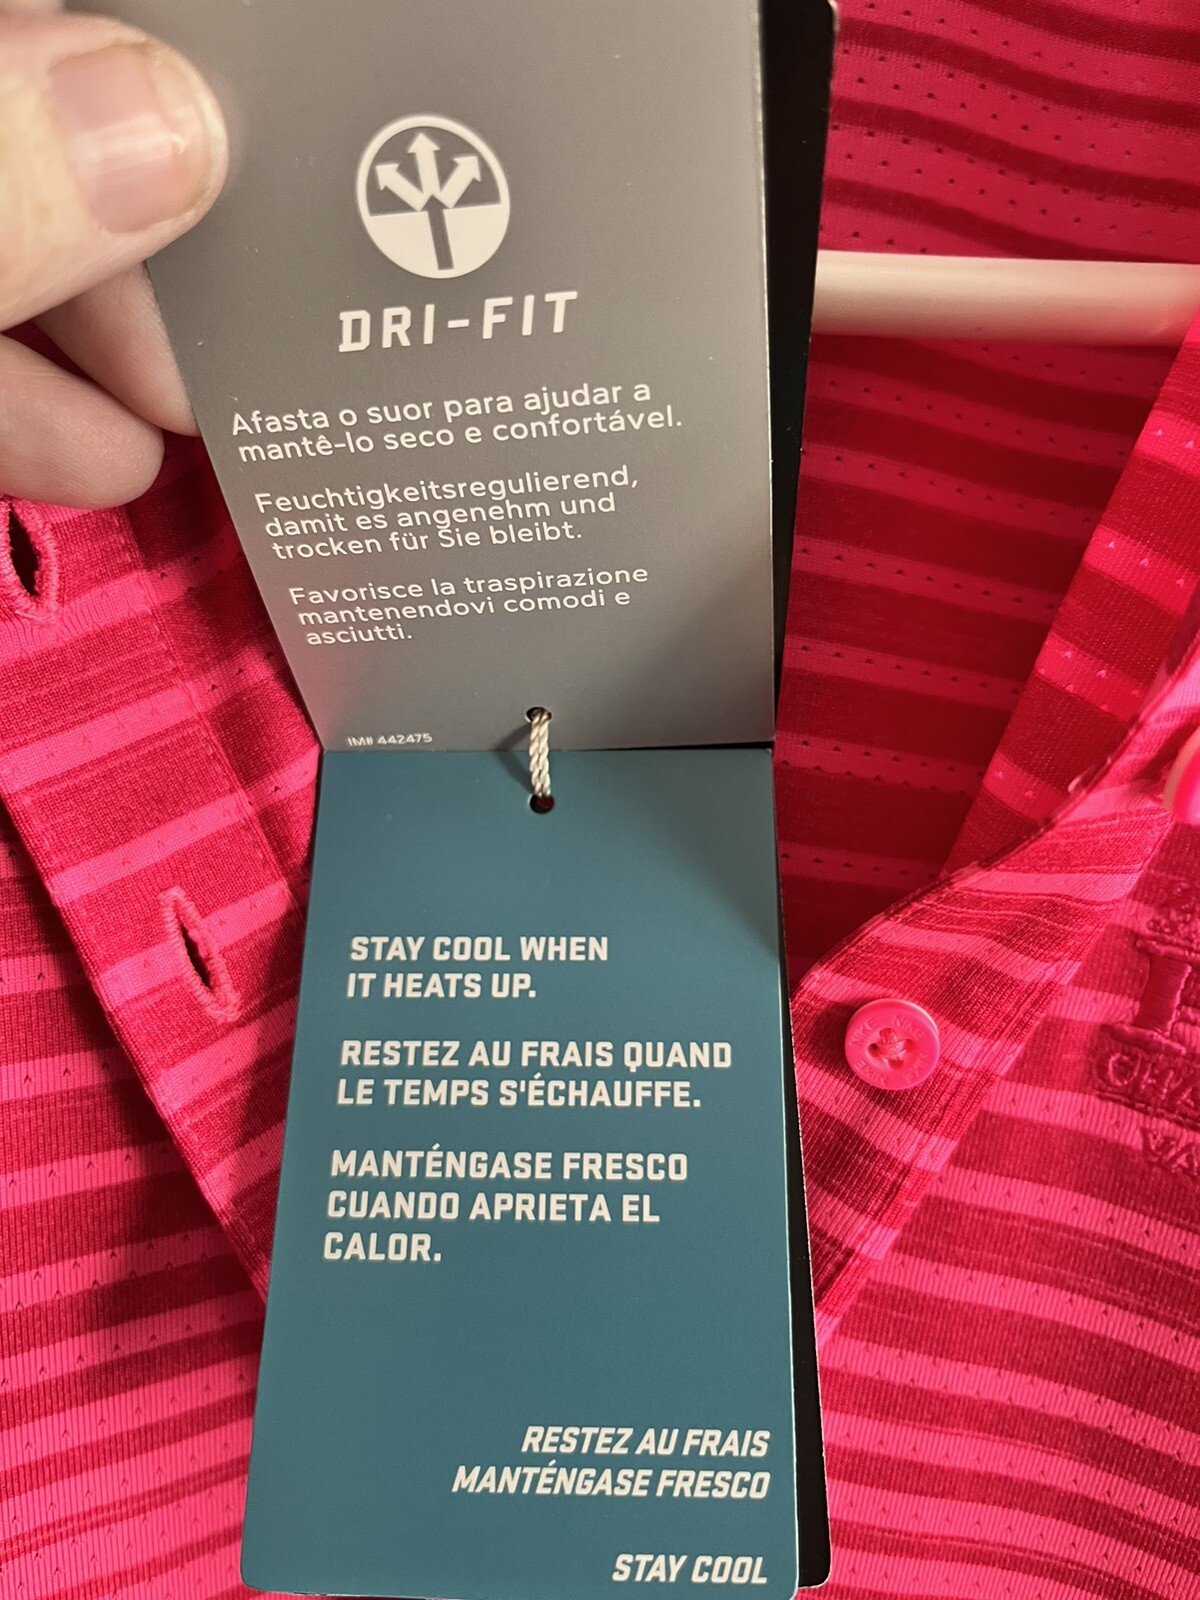 DRI-FIT
Afasta o suor para ajudar a
mantê-lo seco e confortável.
Feuchtigkeitsregulierend,
damit es angenehm und
trocken für Sie bleibt.
Favorisce la traspirazione
mantenendovi comodi e
asciutti.
IM# 442475
STAY COOL WHEN
IT HEATS UP.
RESTEZ AU FRAIS QUAND
LE TEMPS S'ÉCHAUFFE.
MANTÉNGASE FRESCO
CUANDO APRIETA EL
CALOR.
RESTEZ AU FRAIS
MANTÉNGASE FRESCO
STAY COOL